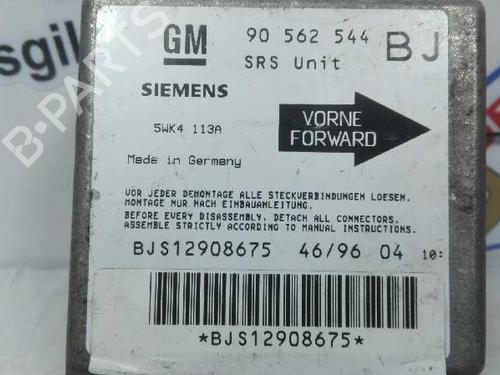 sgil
GM 90 562 544 BJ
SRS Unit
SIEMENS
5WK4 113A
VORNE
FORWARD
Made in Germany
VOR JEDER DEMONTAGE ALLE STECKVERBINDUNGEN LOESEN.
MONTAGE NUR NACH EINBAUANLEITUNG.
BEFORE EVERY DISASSEMBLY, DETACH ALL CONNECTORS.
ASSEMBLE STRICTLY ACCORDING TO MANUAL INSTRUCTIONS.
BJS12908675 46/96 04 10:
*BJS12908675*
B-PARTS